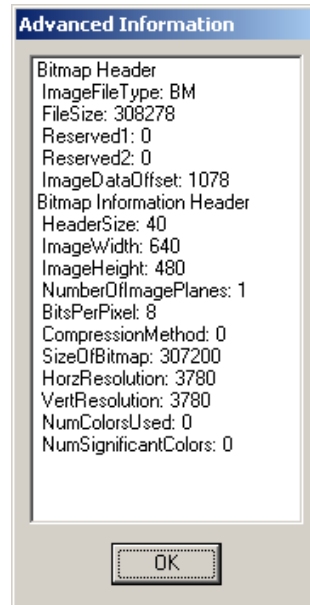 Advanced Information
Bitmap Header
ImageFileType: BM
FileSize: 308278
Reserved1: 0
Reserved2: 0
ImageDataOffset: 1078
Bitmap Information Header
HeaderSize: 40
ImageWidth: 640
ImageHeight: 480
NumberOfImagePlanes: 1
BitsPerPixel: 8
CompressionMethod: 0
SizeOfBitmap: 307200
HorzResolution: 3780
VertResolution: 3780
NumColorsUsed: 0
NumSignificantColors: 0
OK